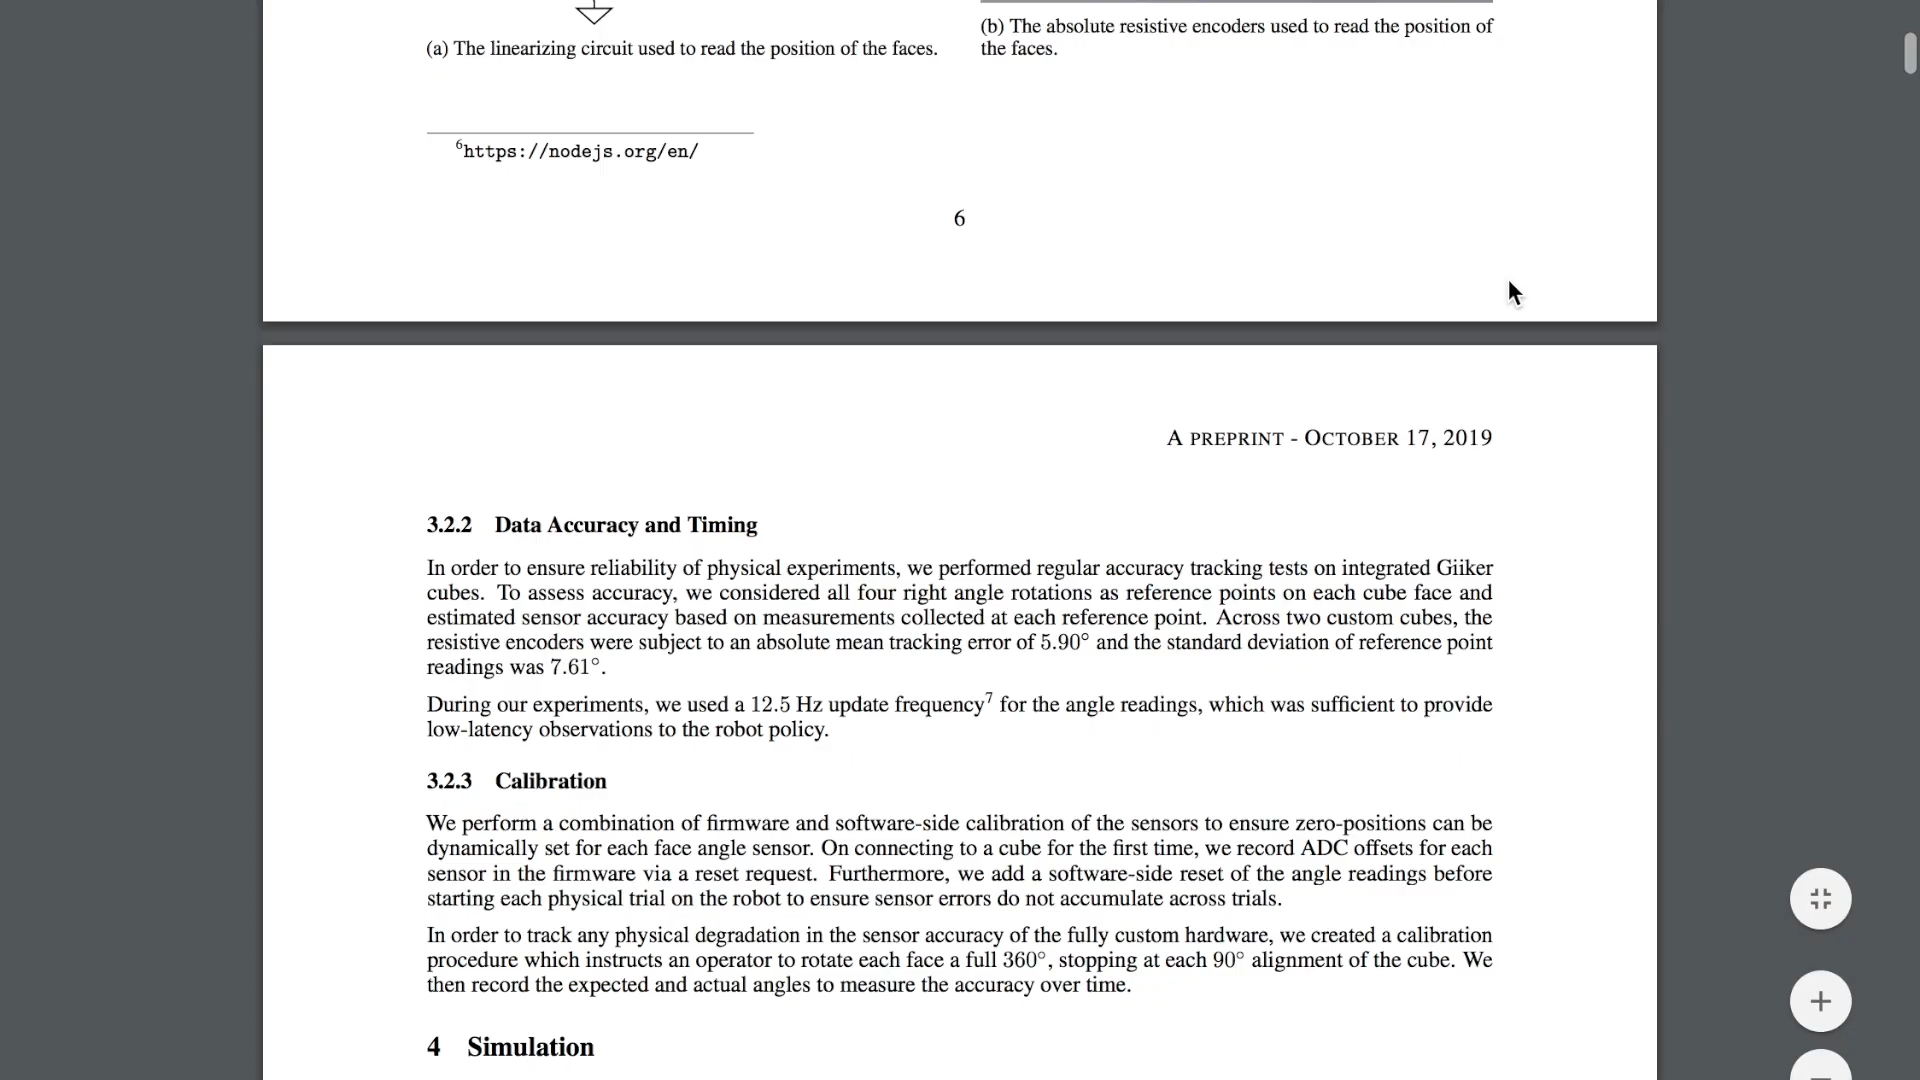 (a) The linearizing circuit used to read the position of the faces.
(b) The absolute resistive encoders used to read the position of
the faces.
6https://nodejs.org/en/
6
A PREPRINT - OCTOBER 17, 2019
3.2.2 Data Accuracy and Timing
In order to ensure reliability of physical experiments, we performed regular accuracy tracking tests on integrated Giiker
cubes. To assess accuracy, we considered all four right angle rotations as reference points on each cube face and
estimated sensor accuracy based on measurements collected at each reference point. Across two custom cubes, the
resistive encoders were subject to an absolute mean tracking error of 5.90° and the standard deviation of reference point
readings was 7.61°.
During our experiments, we used a 12.5 Hz update frequency7 for the angle readings, which was sufficient to provide
low-latency observations to the robot policy.
3.2.3 Calibration
We perform a combination of firmware and software-side calibration of the sensors to ensure zero-positions can be
dynamically set for each face angle sensor. On connecting to a cube for the first time, we record ADC offsets for each
sensor in the firmware via a reset request. Furthermore, we add a software-side reset of the angle readings before
starting each physical trial on the robot to ensure sensor errors do not accumulate across trials.
In order to track any physical degradation in the sensor accuracy of the fully custom hardware, we created a calibration
procedure which instructs an operator to rotate each face a full 360°, stopping at each 90° alignment of the cube. We
then record the expected and actual angles to measure the accuracy over time.
4 Simulation